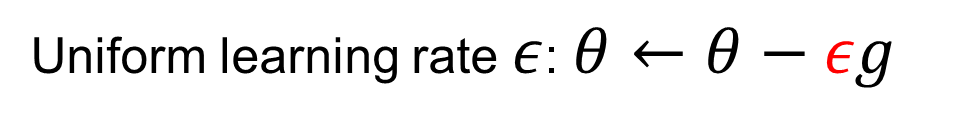 Uniform learning rate ϵ: θ ← θ − ϵg